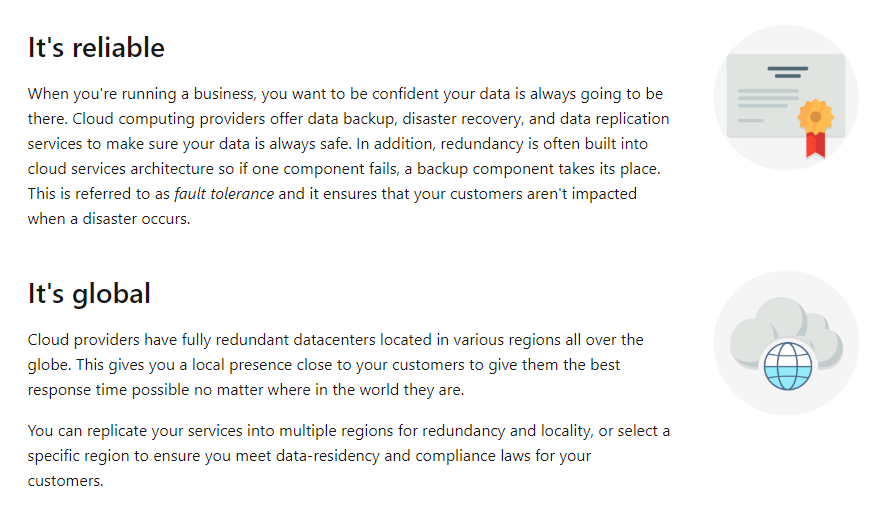 It's reliable
When you're running a business, you want to be confident your data is always going to be
there. Cloud computing providers offer data backup, disaster recovery, and data replication
services to make sure your data is always safe. In addition, redundancy is often built into
cloud services architecture so if one component fails, a backup component takes its place.
This is referred to as fault tolerance and it ensures that your customers aren't impacted
when a disaster occurs.
It's global
Cloud providers have fully redundant datacenters located in various regions all over the
globe. This gives you a local presence close to your customers to give them the best
response time possible no matter where in the world they are.
You can replicate your services into multiple regions for redundancy and locality, or select a
specific region to ensure you meet data-residency and compliance laws for your
customers.